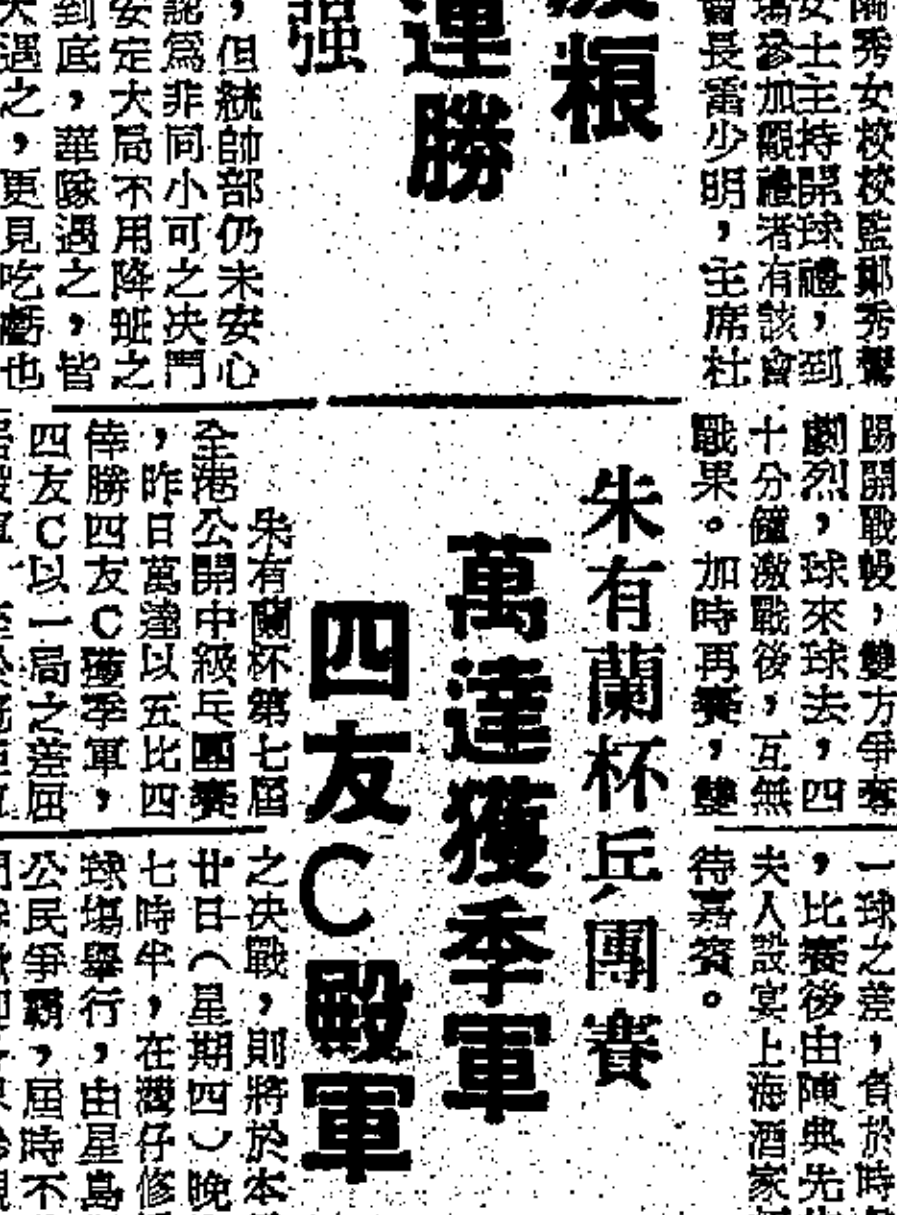 隔秀女校校監鄭秀
女士主持開球禮，到
場參加觀禮者有該會
會長雷少明，主席杜
根
連勝
強
，但統帥部仍未安心
認爲非同小可之决鬥
安定大局不用降班之
到底，華隊遇之，皆
大遇之，更見吃虧也
踢開戰，雙方爭奪
劇烈，球來球去，四
十分鐘激戰後，互無
戰果。加時再賽，雙
一球之差，負於時
，比賽後由陳典先生
夫人設宴上海酒家
待嘉賓。
朱有蘭杯乒團賽
萬達獲季軍
四友C殿軍
朱有蘭杯第七屆
全港公開中級乒團賽
，昨日萬達以五比四
倖勝四友C獲季軍，
四友C以一局之差屈
之决戰，則將於本
廿日（星期四）晚
七時半，在灣仔修
球塲舉行，由星島
公民爭霸，屆時不